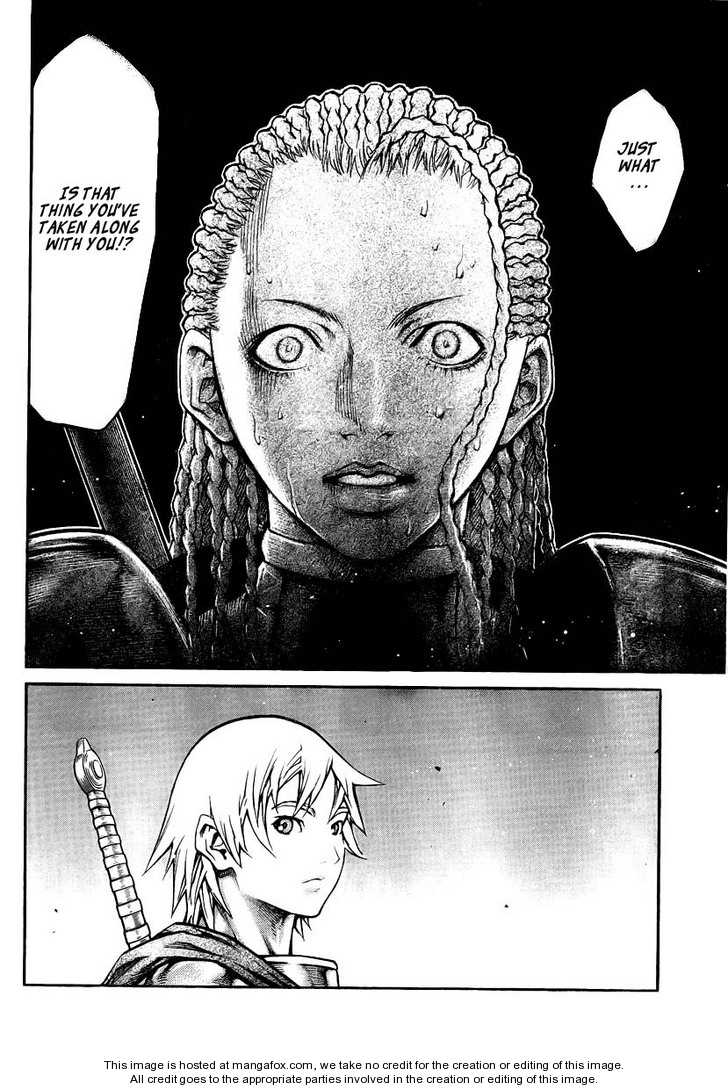 JUST
WHAT
...
IS THAT
THING YOU'VE
TAKEN ALONG
WITH YOU!?
This image is hosted at mangafox.com, we take no credit for the creation or editing of this image.
All credit goes to the appropriate parties involved in the creation or editing of this image.